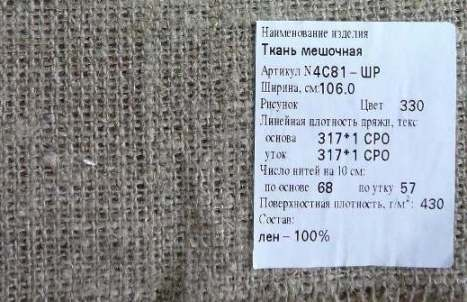 Наименование изделия
Ткань мешочная
Артикул N 4С81-ШР
Ширина, см: 106.0
Рисунок Цвет 330
Линейная плотность пряжи, текс
основа 317*1 СРО
уток 317*1 СРО
Число нитей на 10 см:
по основе 68 по утку 57
Поверхностная плотность, г/м²: 430
Состав:
лен - 100%